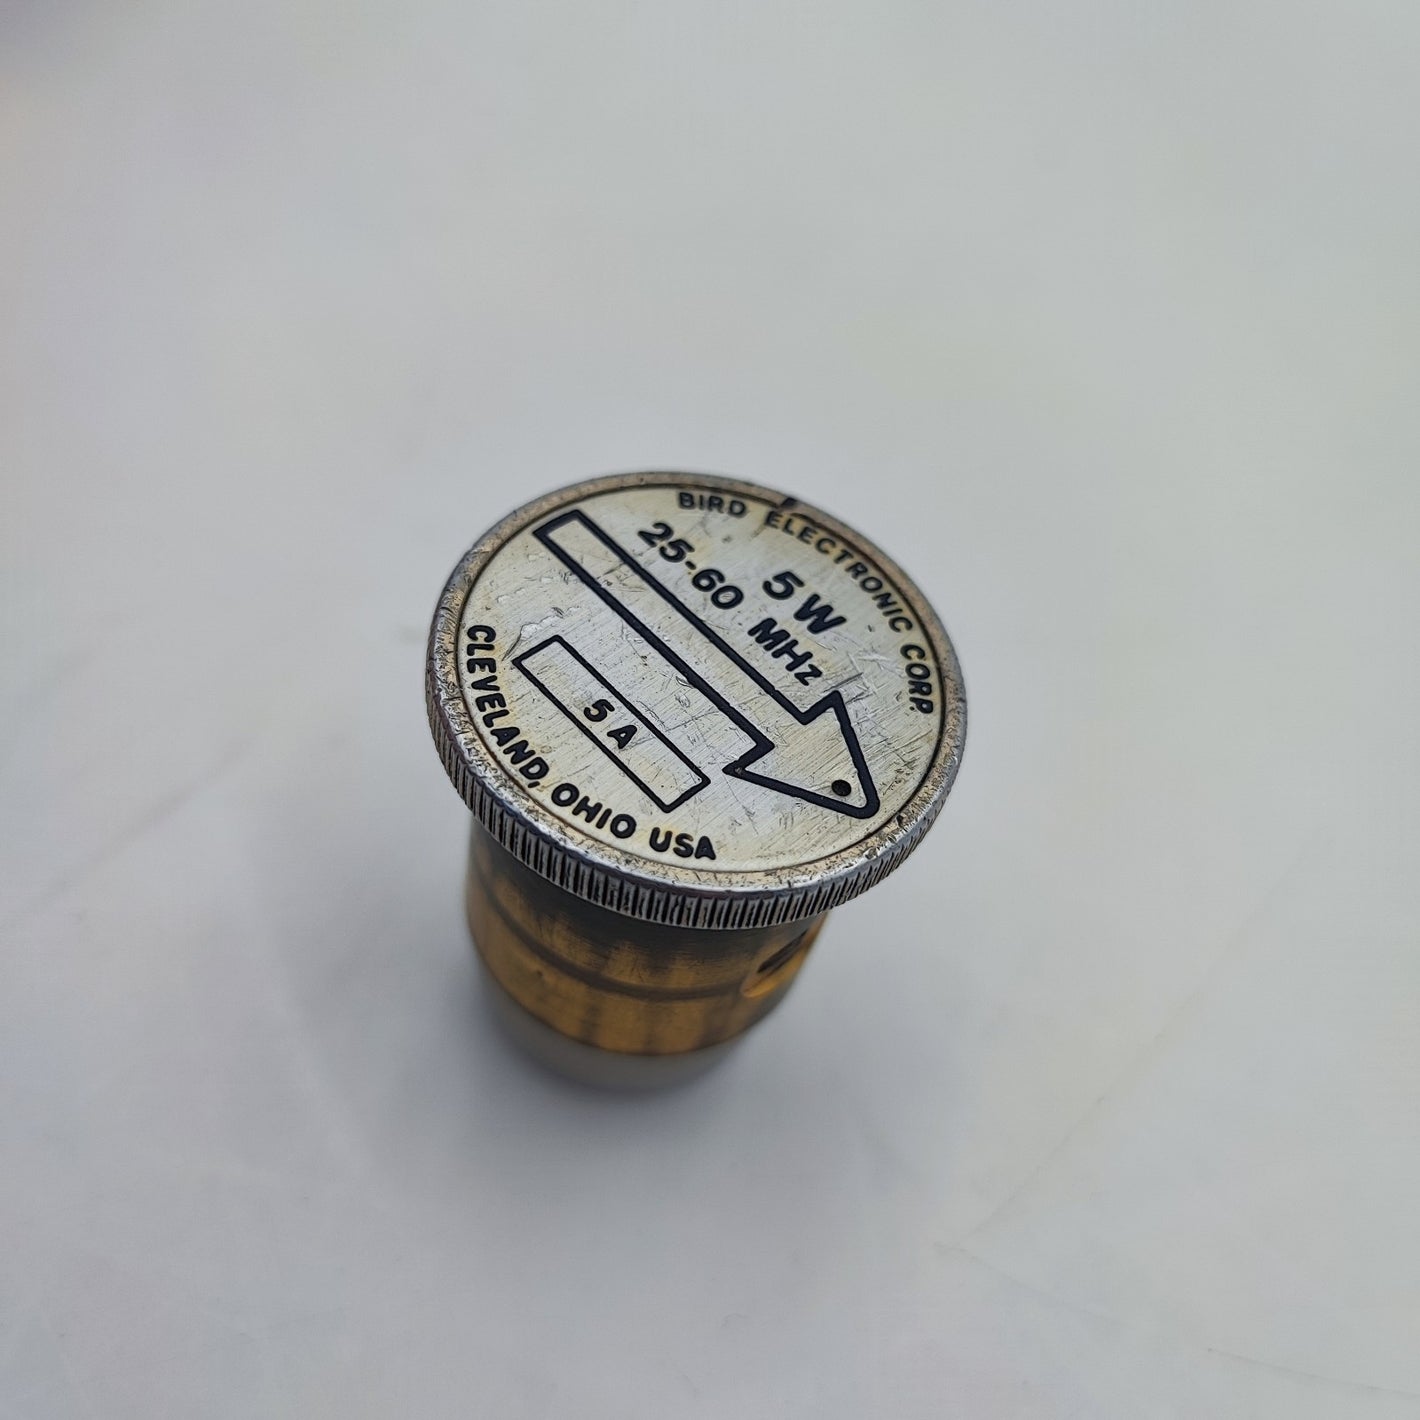 BIRD ELECTRONIC CORP.
5 W
25-60 MHz
5 A
CLEVELAND, OHIO USA